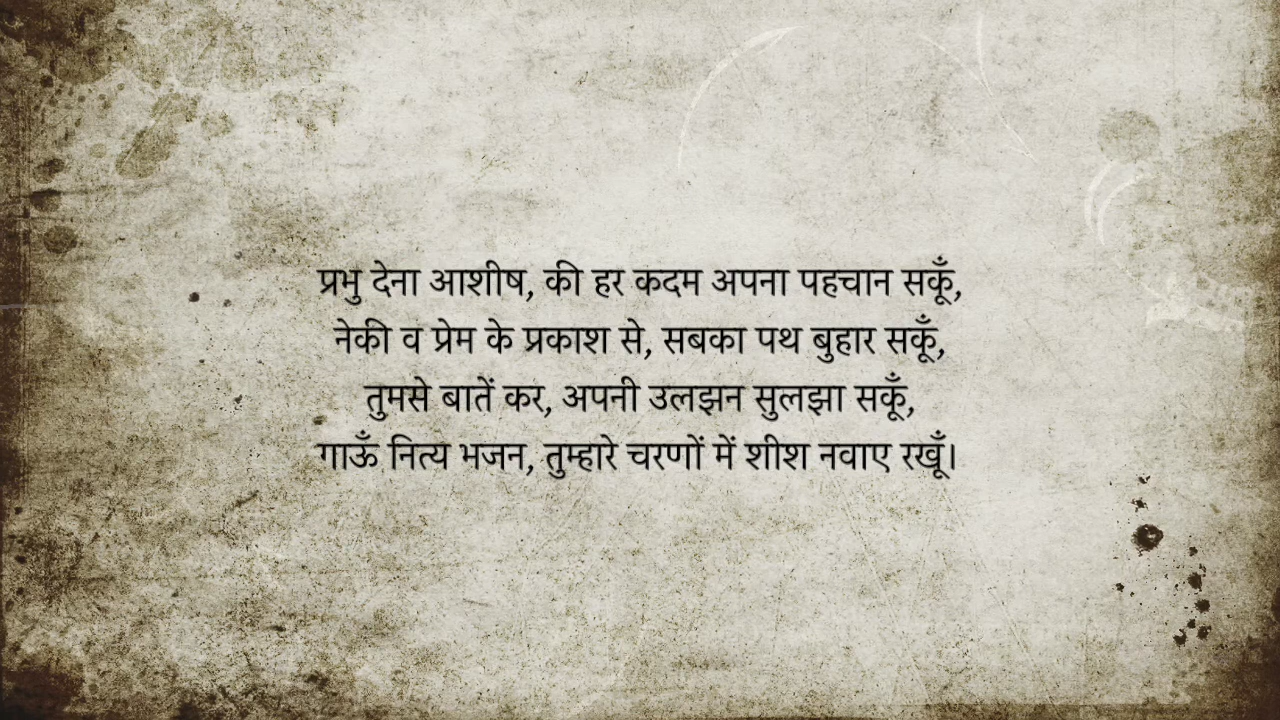 प्रभु देना आशीष, की हर कदम अपना पहचान सकूँ,
नेकी व प्रेम के प्रकाश से, सबका पथ बुहार सकूँ,
तुमसे बातें कर, अपनी उलझन सुलझा सकूँ,
गाऊँ नित्य भजन, तुम्हारे चरणों में शीश नवाए रखूँ।